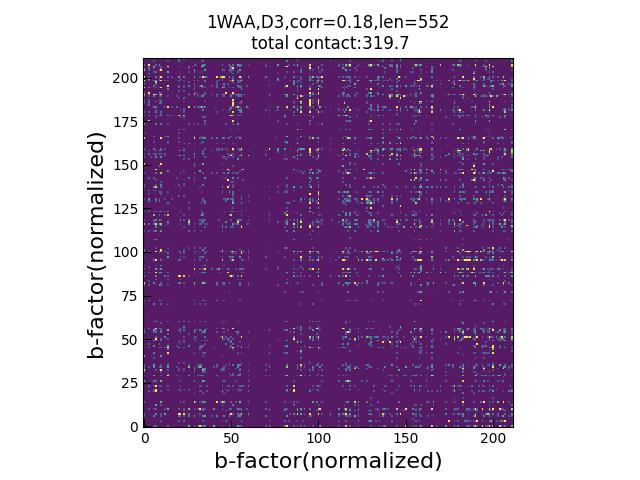 1WAA,D3,corr=0.18,len=552
total contact:319.7
200
175
150
125
100
75
50
25
0
b-factor(normalized)
0 50 100 150 200
b-factor(normalized)